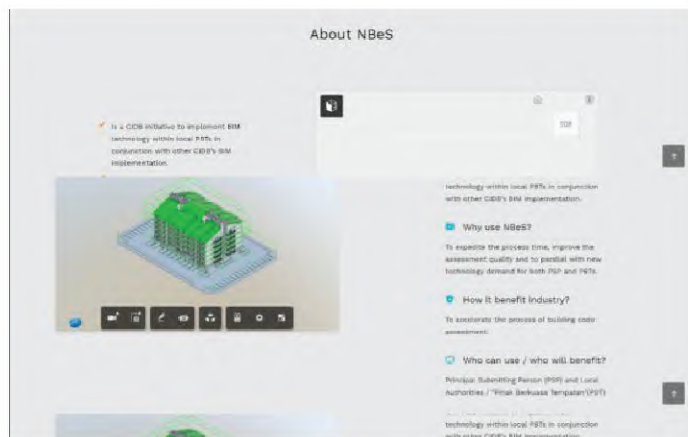 About NBeS
Is a CIDB initiative to implement BIM
technology within local PBTs in
conjunction with other CIDB's BIM
implementation.
TOP
technology within local PBTs in conjunction
with other CIDB's BIM implementation.
Why use NBeS?
To expedite the process time, improve the
assessment quality and to parallel with new
technology demand for both PSP and PBTs.
How it benefit industry?
To accelerate the process of building code
assessment.
Who can use / who will benefit?
Principal Submitting Person (PSP) and Local
Authorities / "Pihak Berkuasa Tempatan"(PBT)
technology within local PBTs in conjunction
with other CIDB's BIM implementation.